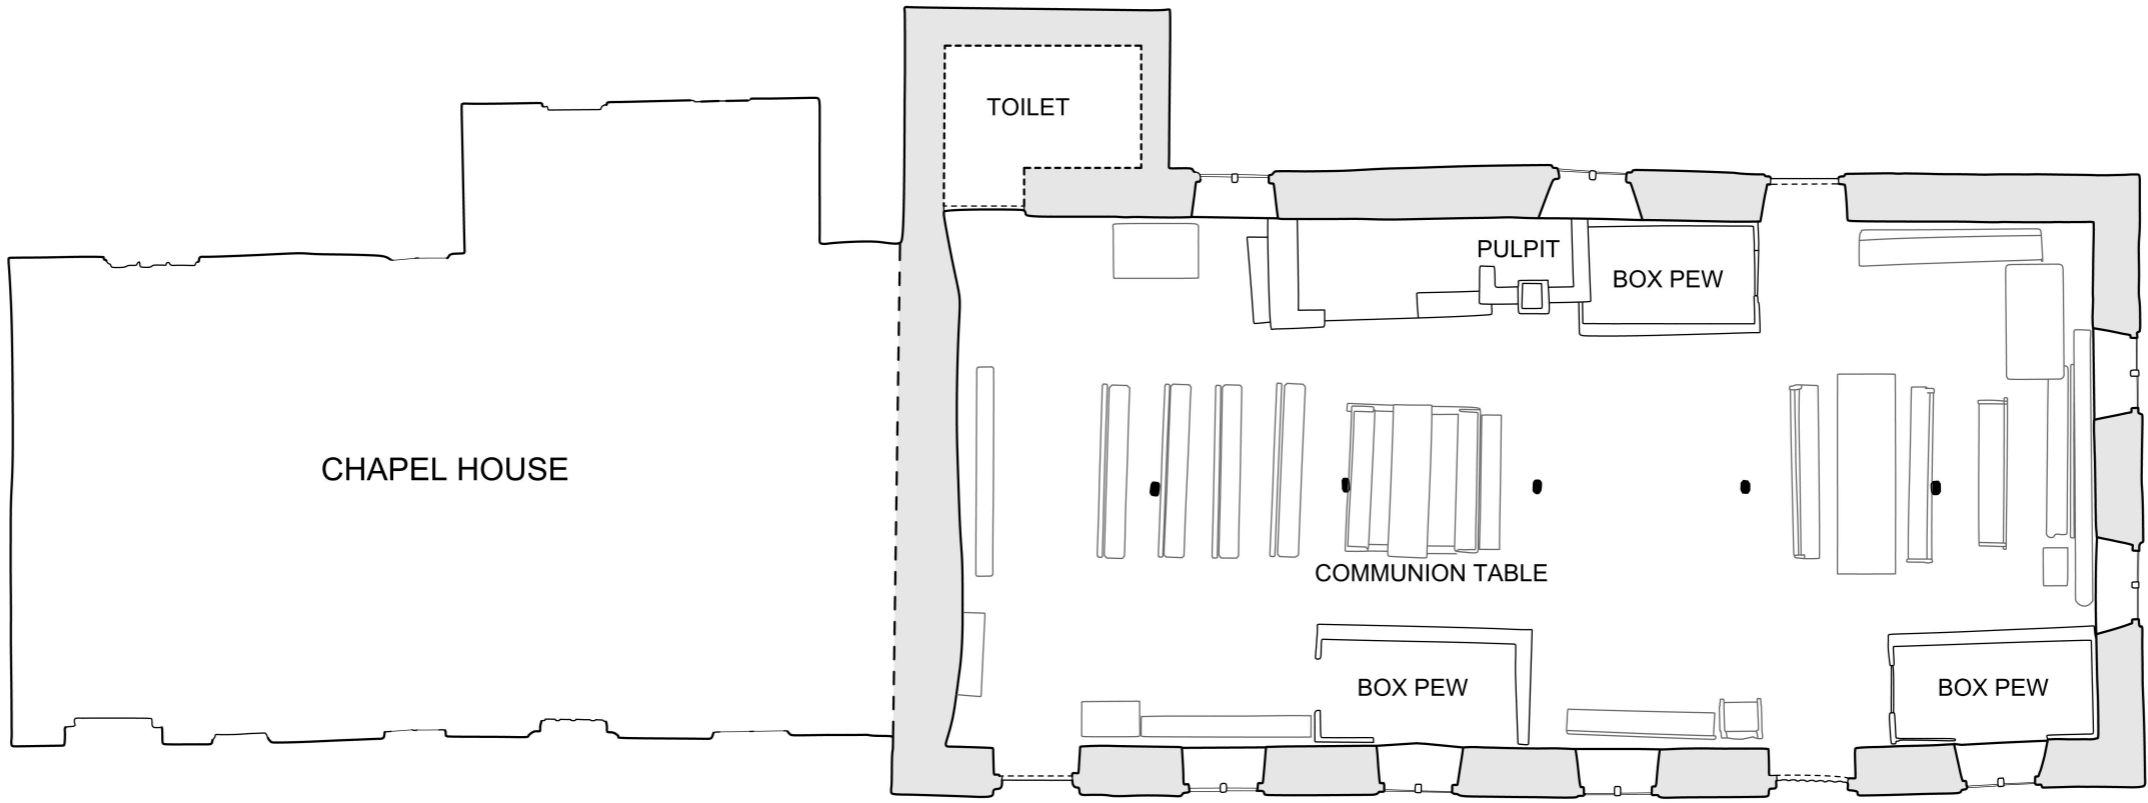 TOILET
PULPIT
BOX PEW
CHAPEL HOUSE
COMMUNION TABLE
BOX PEW
BOX PEW